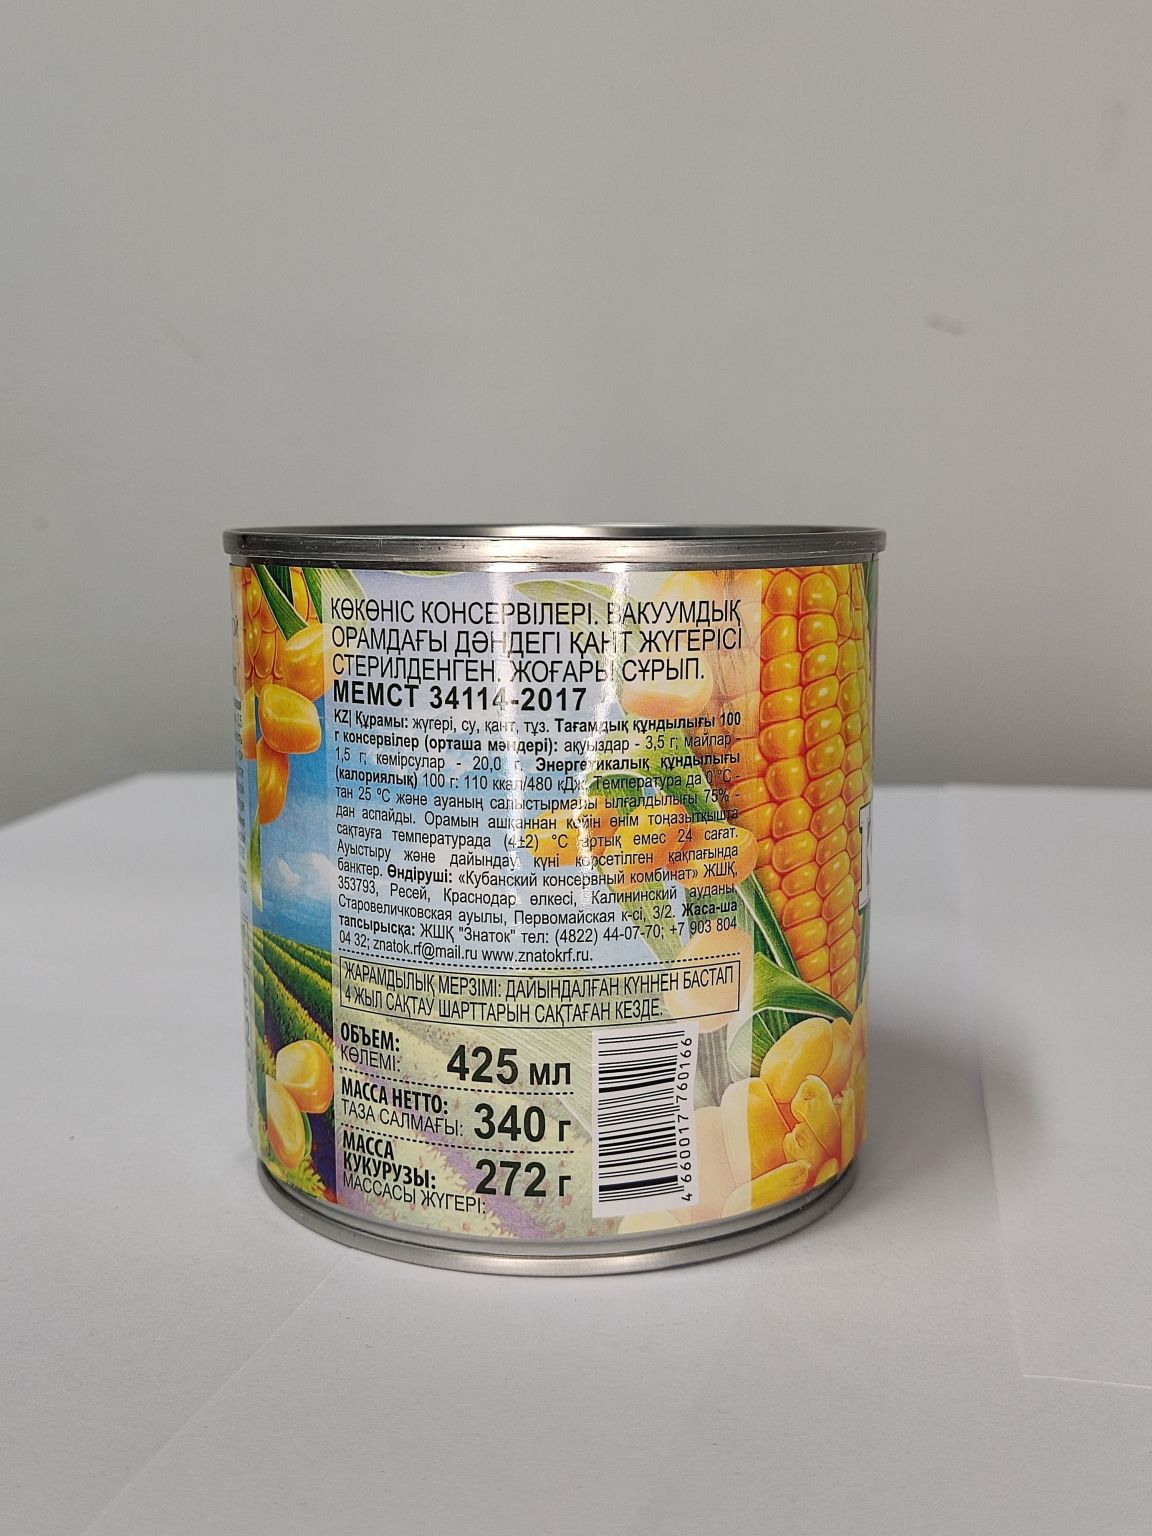 КӨКӨНІС КОНСЕРВІЛЕРІ. ВАКУУМДЫҚ
ОРАМДАҒЫ ДӘНДЕГІ ҚАНТ ЖҮГЕРІСІ
СТЕРИЛДЕНГЕН. ЖОҒАРЫ СҰРЫП.
МЕМСТ 34114-2017
KZ| Құрамы: жүгері, су, қант, тұз. Тағамдық құндылығы 100
г консервілер (орташа мәндері): ақуыздар - 3,5 г; майлар -
1,5 г; көмірсулар - 20,0 г. Энергетикалық құндылығы
(калориялық) 100 г: 110 ккал/480 кДж. Температура да 0 °С -
тан 25 °С және ауаның салыстырмалы ылғалдылығы 75% -
дан аспайды. Орамын ашқаннан кейін өнім тоңазытқышта
сақтауға температурада (4±2) °С артық емес 24 сағат.
Ауыстыру және дайындау күні көрсетілген қақпағында
банктер. Өндіруші: «Кубанский консервный комбинат» ЖШҚ,
353793, Ресей, Краснодар өлкесі, Калининский ауданы,
Старовеличковская ауылы, Первомайская к-сі, 3/2. Жаса-ша
тапсырысқа: ЖШҚ "Знаток" тел: (4822) 44-07-70; +7 903 804
04 32; znatok.rf@mail.ru www.znatokrf.ru.
ЖАРАМДЫЛЫҚ МЕРЗІМІ: ДАЙЫНДАЛҒАН КҮННЕН БАСТАП
4 ЖЫЛ САҚТАУ ШАРТТАРЫН САҚТАҒАН КЕЗДЕ.
ОБЪЕМ:
КӨЛЕМІ:
425 мл
МАССА НЕТТО:
ТАЗА САЛМАҒЫ:
340 г
МАССА
КУКУРУЗЫ:
МАССАСЫ ЖҮГЕРІ:
272 г
4 660017 760166